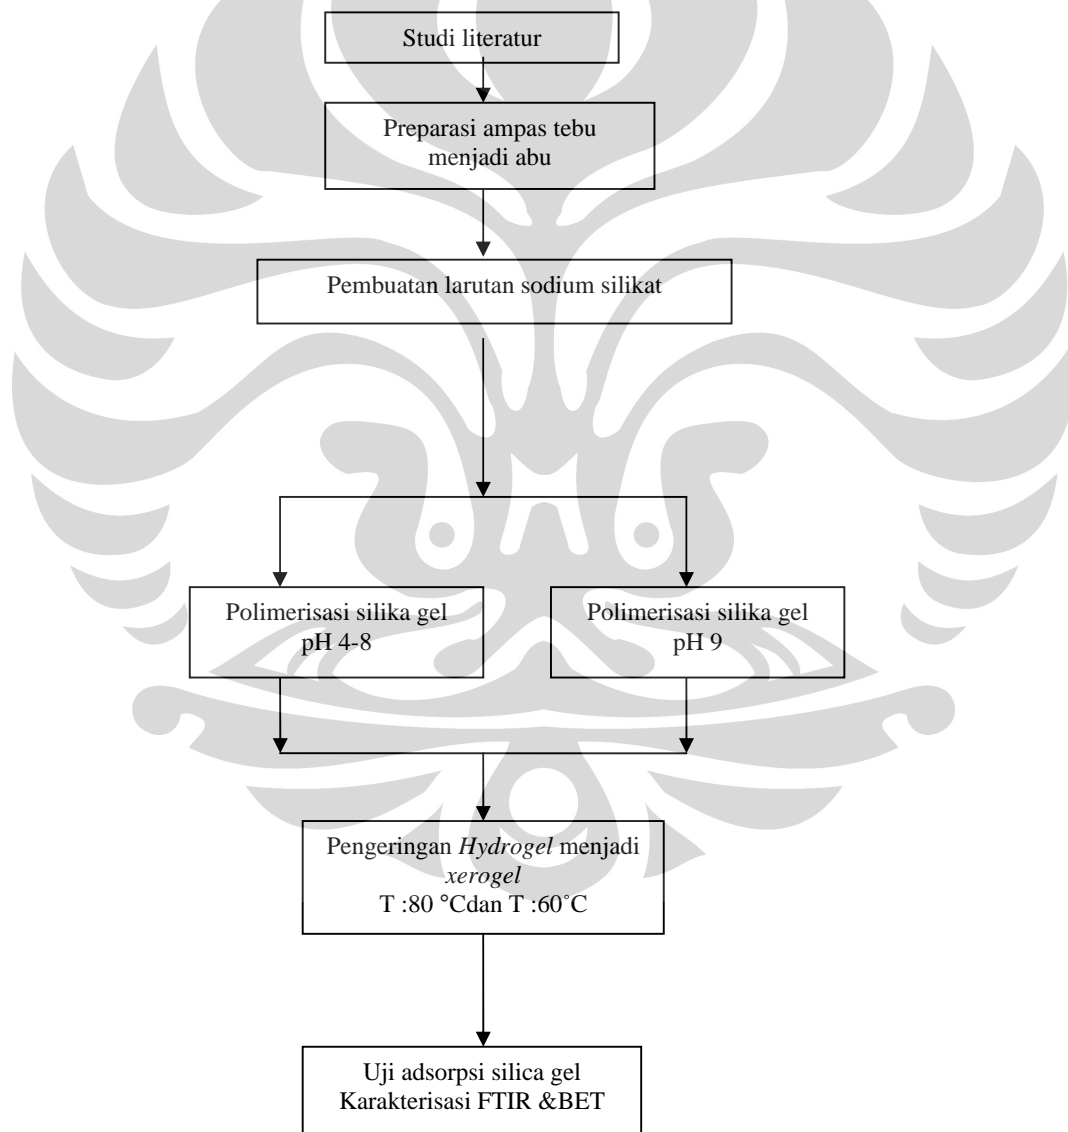 Studi literatur
Preparasi ampas tebu
menjadi abu
Pembuatan larutan sodium silikat
Polimerisasi silika gel
pH 4-8
Polimerisasi silika gel
pH 9
Pengeringan Hydrogel menjadi
xerogel
T :80 °Cdan T :60˚C
Uji adsorpsi silica gel
Karakterisasi FTIR &BET